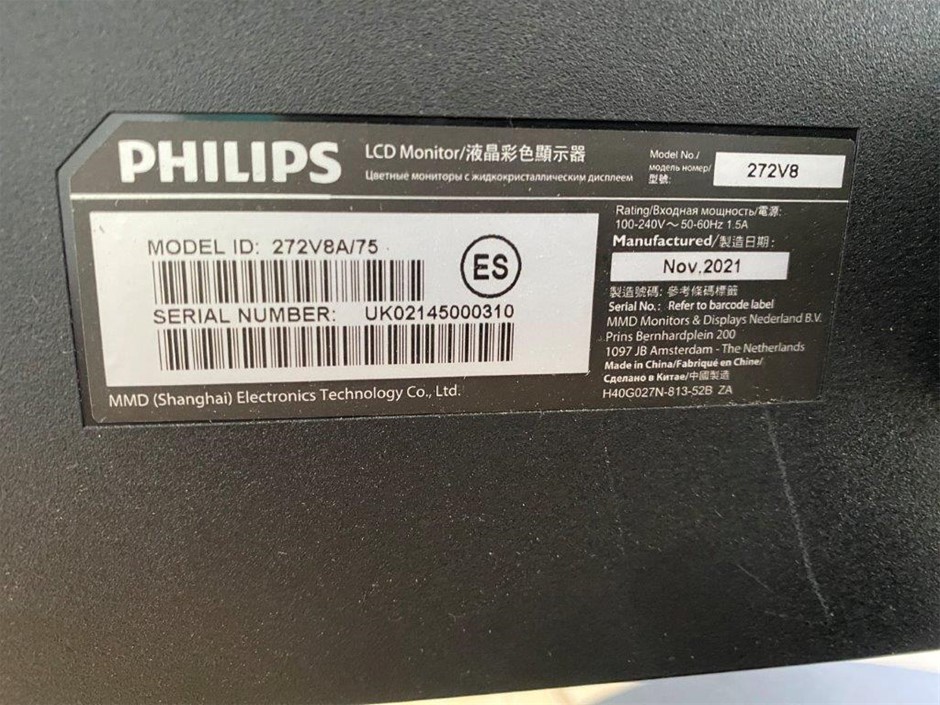 PHILIPS
LCD Monitor/液晶彩色顯示器
Цветные мониторы с жидкокристаллическим дисплеем
Model No./
модель номер/
型號:
272V8
MODEL ID: 272V8A/75
ES
SERIAL NUMBER: UK02145000310
MMD (Shanghai) Electronics Technology Co., Ltd.
Rating/Входная мощность/電源:
100-240V～50-60Hz 1.5A
Manufactured/製造日期:
Nov.2021
製造號碼: 參考條碼標籤
Serial No.: Refer to barcode label
MMD Monitors & Displays Nederland B.V.
Prins Bernhardplein 200
1097 JB Amsterdam - The Netherlands
Made in China/Fabriqué en Chine/
Сделано в Китае/中國製造
H40G027N-813-52B ZA